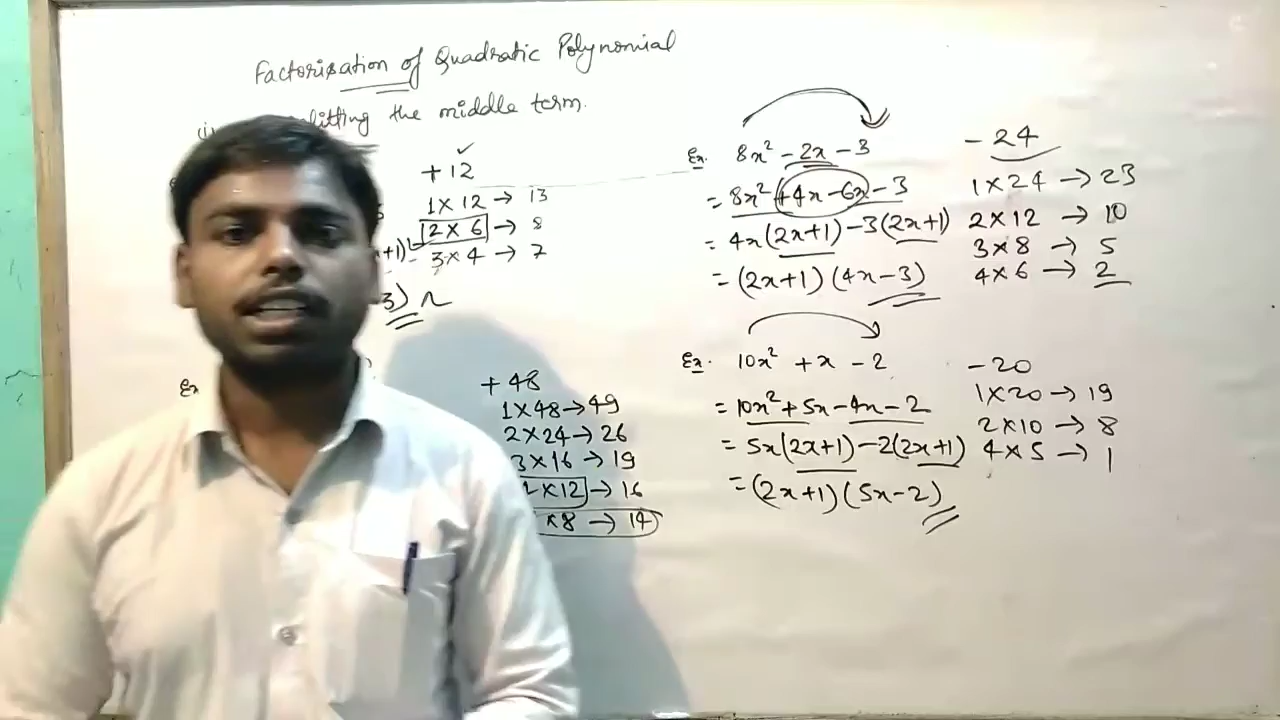 Factorization of Quadratic Polynomial
splitting the middle term.
+12
1×12→ 13
2×6 → 8
3×4 → 7
x+1)
3)
Ex
+48
1×48→49
2×24→26
3×16→19
×12→16
×8→14
Ex. 8x² -2x -3
= 8x² +4x -6x -3
= 4x(2x+1) -3(2x+1)
= (2x+1) (4x-3)
-24
1×24 → 23
2×12 → 10
3×8 → 5
4×6 → 2
Ex. 10x² +x -2
= 10x² +5x -4x -2
= 5x(2x+1) -2(2x+1)
= (2x+1) (5x-2)
-20
1×20→ 19
2×10 → 8
4×5 → 1